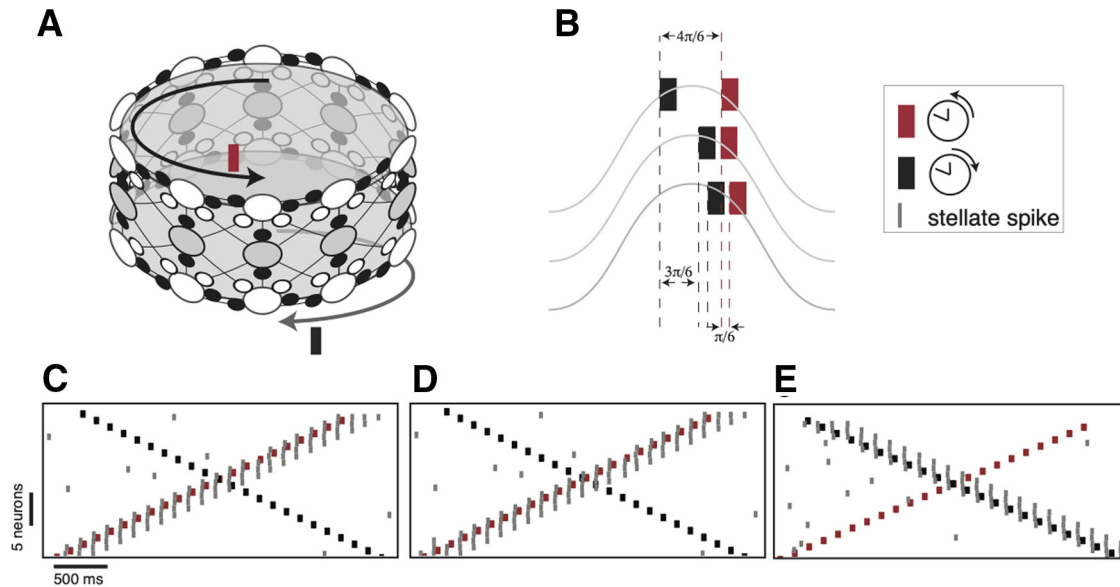 A
B
4π/6
3π/6
π/6
stellate spike
C
D
E
5 neurons
500 ms